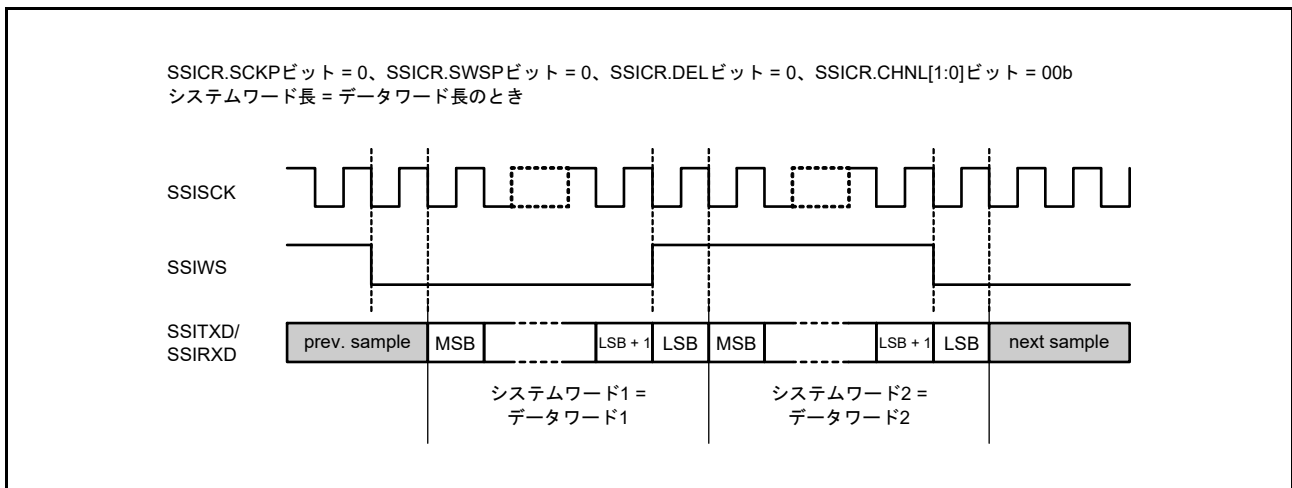 SSICR.SCKPビット = 0、SSICR.SWSPビット = 0、SSICR.DELビット = 0、SSICR.CHNL[1:0]ビット = 00b
システムワード長 = データワード長のとき
SSISCK
SSIWS
SSITXD/
SSIRXD
prev. sample MSB LSB + 1 LSB MSB LSB + 1 LSB next sample
システムワード1 =
データワード1
システムワード2 =
データワード2